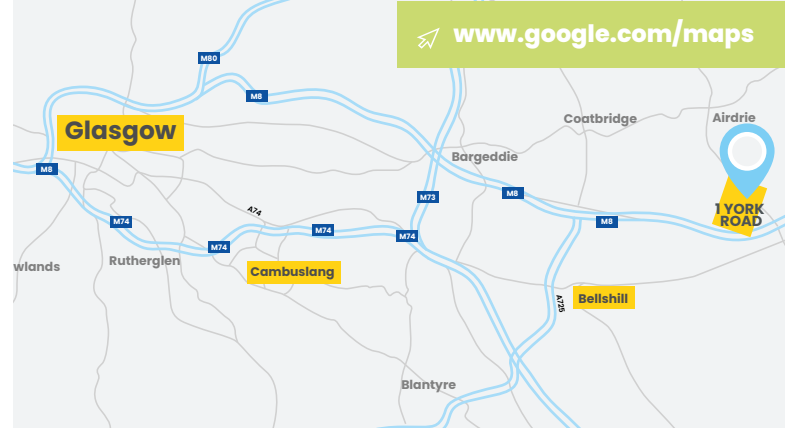 www.google.com/maps
M80
M8
Glasgow
Coatbridge
Airdrie
Bargeddie
M8
M73
M8
1 YORK
ROAD
A74
M74
M74
M74
M74
M8
wlands
Rutherglen
Cambuslang
Bellshill
A725
Blantyre